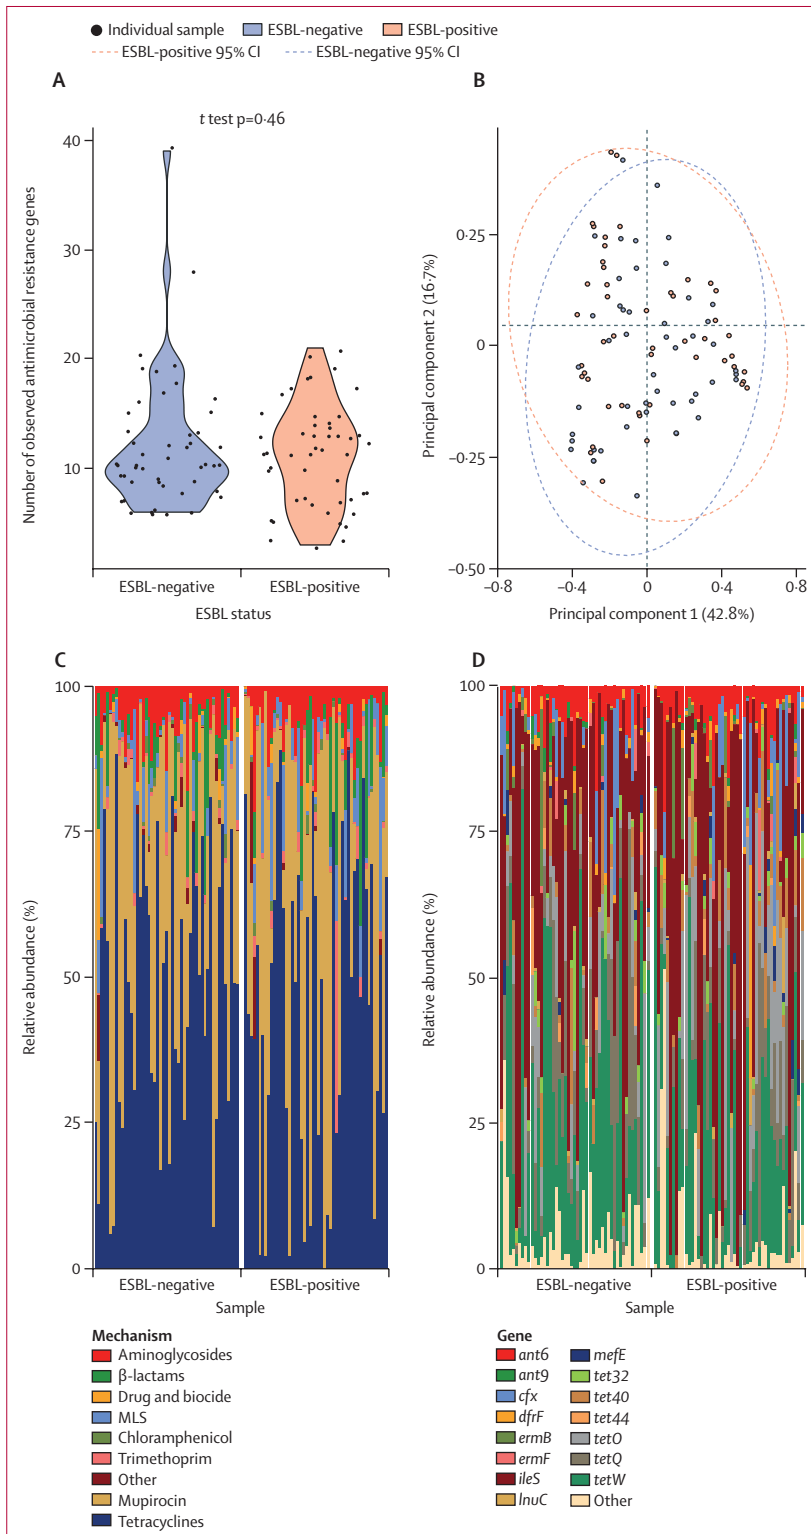 Individual sample ESBL-negative ESBL-positive
ESBL-positive 95% CI ESBL-negative 95% CI
A
t test p=0·46
Number of observed antimicrobial resistance genes
40
30
20
10
ESBL-negative ESBL-positive
ESBL status
B
Principal component 2 (16·7%)
0·25
0
−0·25
−0·50
−0·8 −0·4 0 0·4 0·8
Principal component 1 (42.8%)
C
Relative abundance (%)
100
75
50
25
0
ESBL-negative ESBL-positive
Sample
D
Relative abundance (%)
100
75
50
25
0
ESBL-negative ESBL-positive
Sample
Mechanism
Aminoglycosides
β-lactams
Drug and biocide
MLS
Chloramphenicol
Trimethoprim
Other
Mupirocin
Tetracyclines
Gene
ant6
ant9
cfx
dfrF
ermB
ermF
ileS
lnuC
mefE
tet32
tet40
tet44
tetO
tetQ
tetW
Other